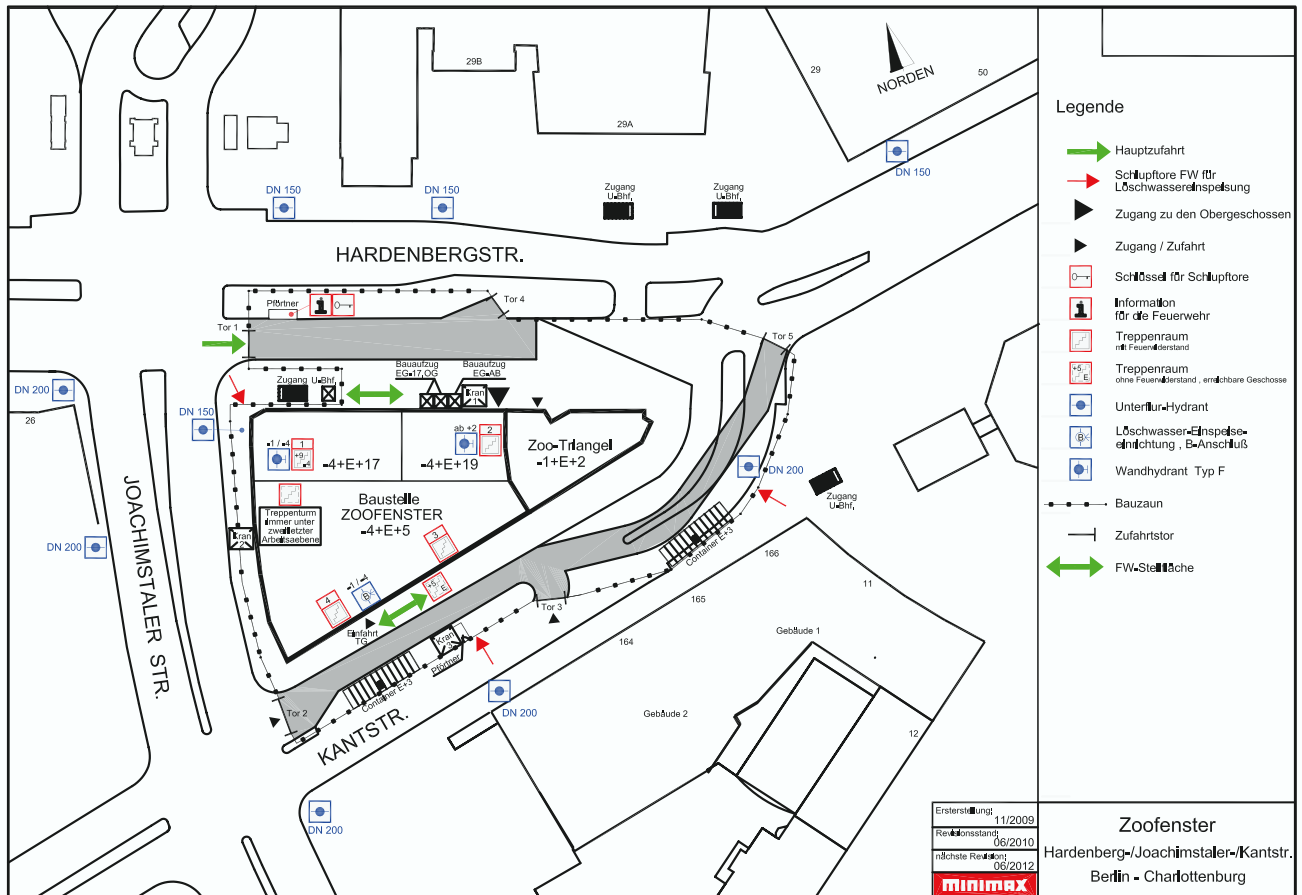 29B
29
50
NORDEN
29A
DN 150
DN 150
DN 150
Zugang
U-Bhf.
Zugang
U-Bhf.
HARDENBERGSTR.
Pförtner
Tor 4
Tor 1
Tor 5
Bauaufzug
EG-17.OG
Bauaufzug
EG-AB
Zugang
U-Bhf.
Kran
1
DN 200
DN 150
26
-1 / -4
1
+9
-4
-4+E+17
ab +2
2
-4+E+19
Zoo-Triangel
-1+E+2
Baustelle
ZOOFENSTER
-4+E+5
Treppenturm
immer unter
zweitletzter
Arbeitsebene
Kran
2
DN 200
DN 200
Zugang
U-Bhf.
3
-1 / -4
B
+5
E
4
Einfahrt
TG
Container E+3
Tor 3
Kran
3
Pförtner
Container E+3
Tor 2
166
165
164
11
12
Gebäude 1
Gebäude 2
DN 200
DN 200
JOACHIMSTALER STR.
KANTSTR.
Legende
Hauptzufahrt
Schlupftore FW für
Löschwassereinspeisung
Zugang zu den Obergeschossen
Zugang / Zufahrt
Schlüssel für Schlupftore
Information
für die Feuerwehr
Treppenraum
mit Feuerwiderstand
+5
E
Treppenraum
ohne Feuerwiderstand , erreichbare Geschosse
Unterflur-Hydrant
B
Löschwasser-Einspeise-
einrichtung , B-Anschluß
Wandhydrant Typ F
Bauzaun
Zufahrtstor
FW-Stellfläche
Ersterstellung:
11/2009
Revisionsstand:
06/2010
nächste Revision:
06/2012
MINIMAX
Zoofenster
Hardenberg-/Joachimstaler-/Kantstr.
Berlin - Charlottenburg